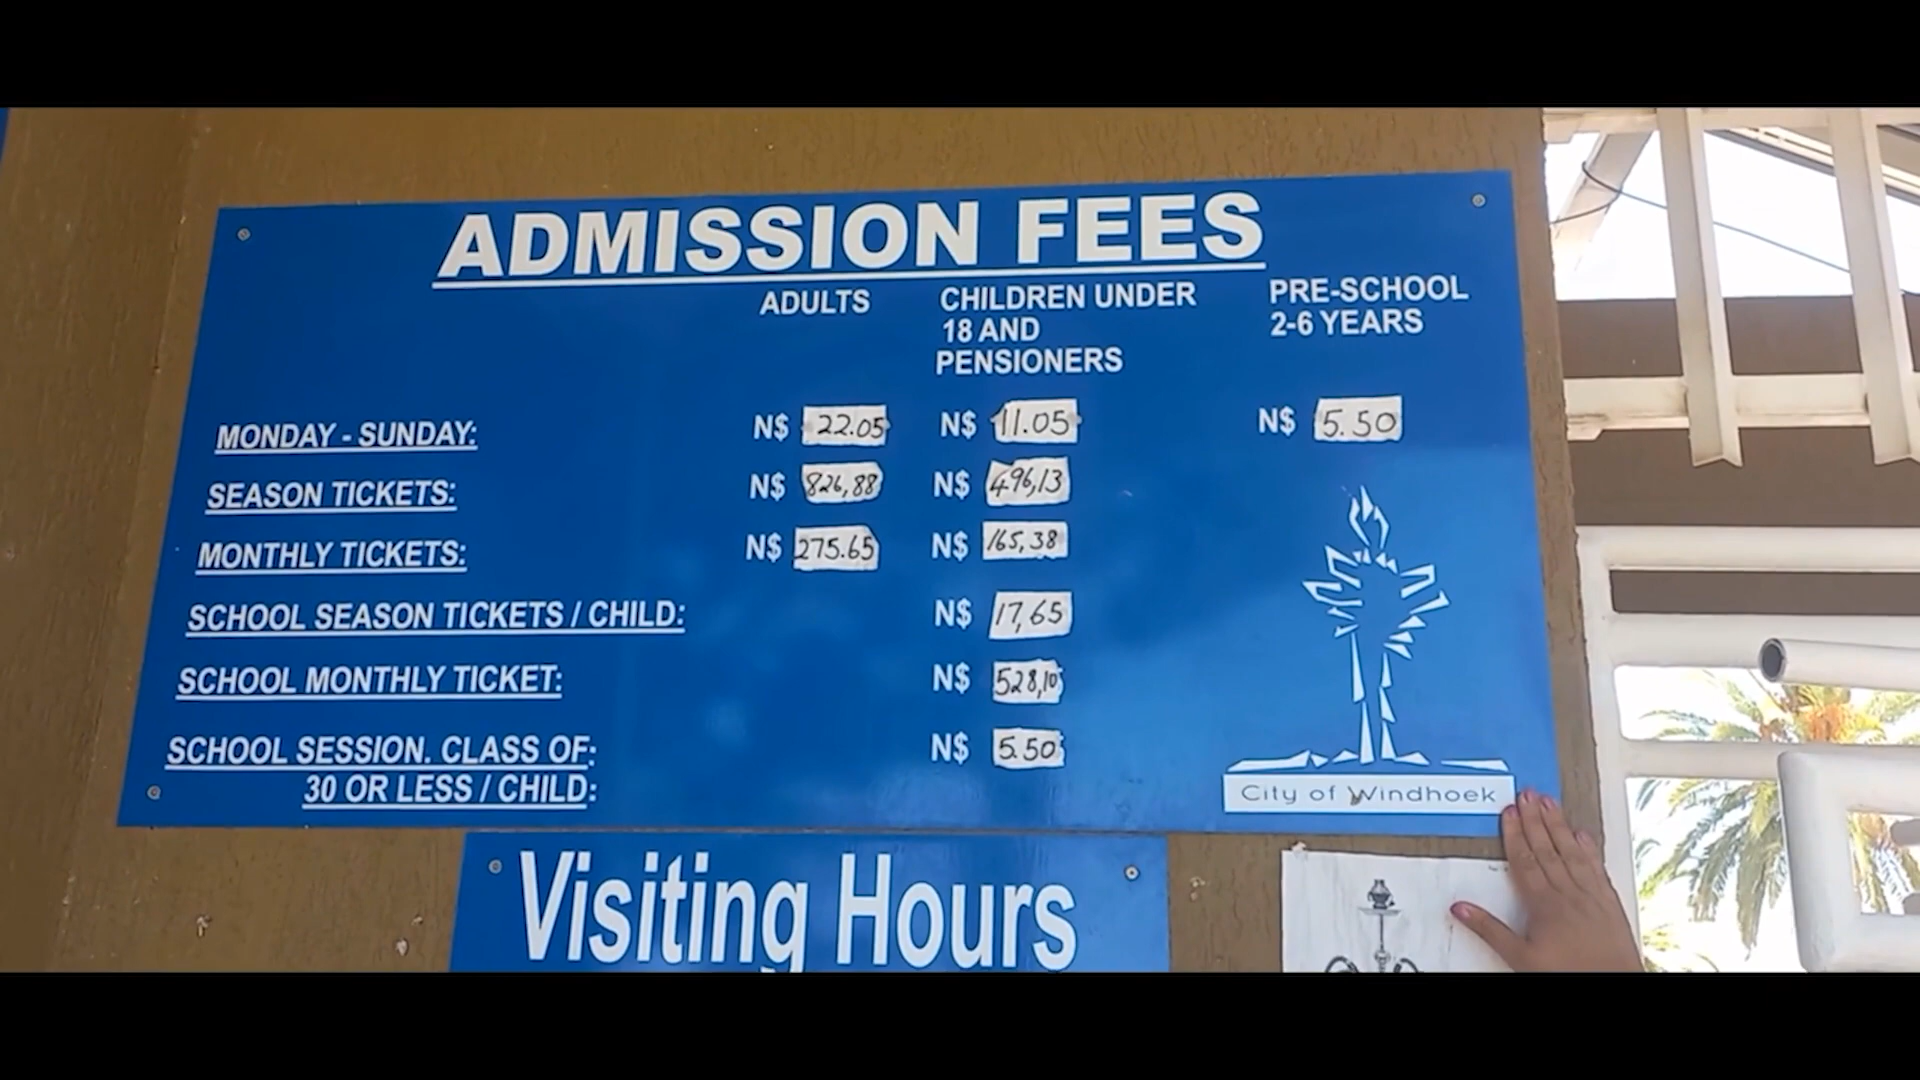 ADMISSION FEES
ADULTS CHILDREN UNDER 18 AND PENSIONERS PRE-SCHOOL 2-6 YEARS
MONDAY - SUNDAY: N$ 22.05 N$ 11.05 N$ 5.50
SEASON TICKETS: N$ 826,88 N$ 496,13
MONTHLY TICKETS: N$ 275.65 N$ 165,38
SCHOOL SEASON TICKETS / CHILD: N$ 17,65
SCHOOL MONTHLY TICKET: N$ 528,10
SCHOOL SESSION. CLASS OF: N$ 5.50
30 OR LESS / CHILD:
City of Windhoek
Visiting Hours